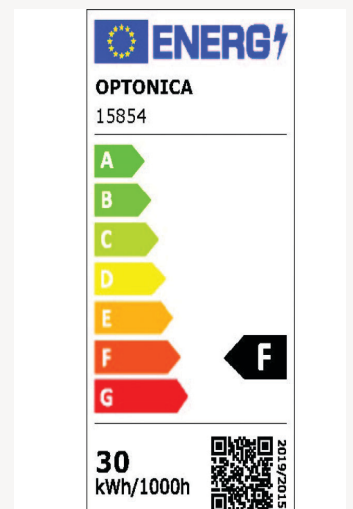 ENERG
OPTONICA
15854
A
B
C
D
E
F
F
G
30
kWh/1000h
2019/2015